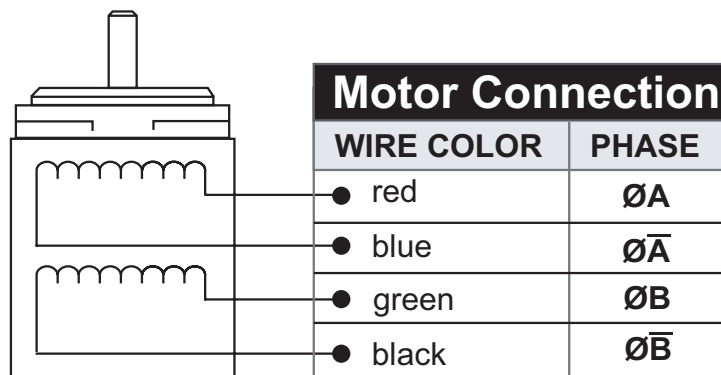 Motor Connection
WIRE COLOR PHASE
red ØA
blue ØA̅
green ØB
black ØB̅